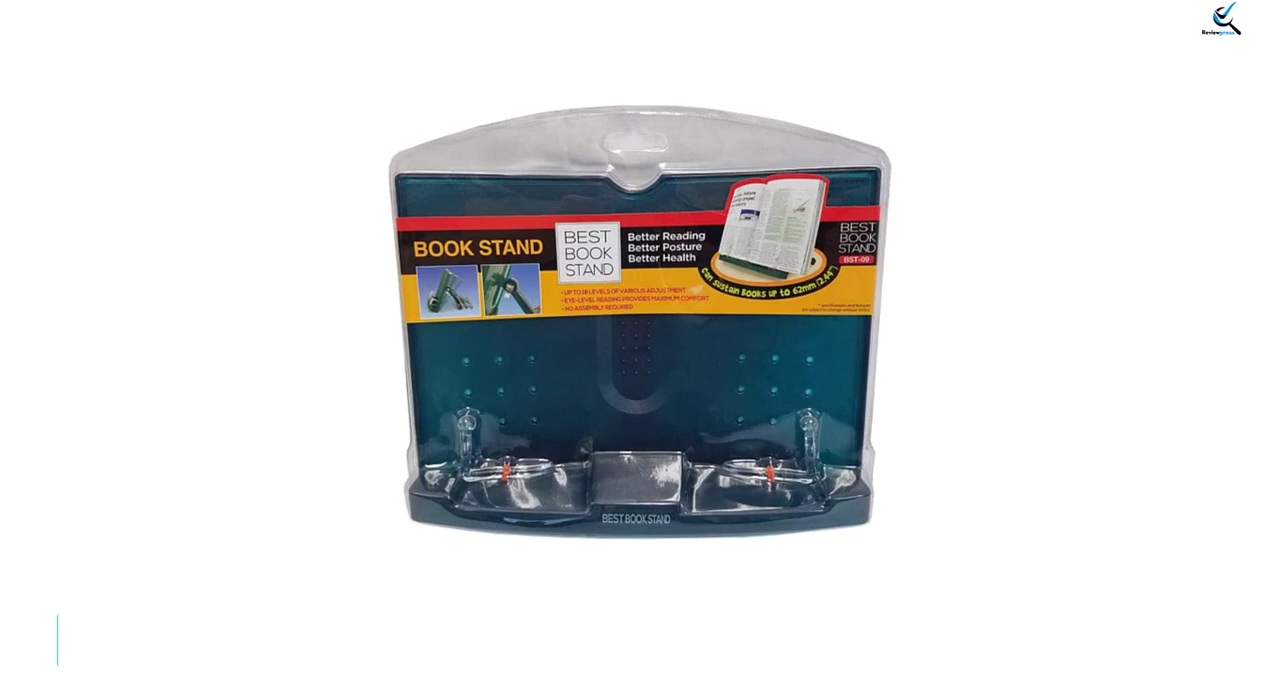 Reviewpress
BOOK STAND
BEST
BOOK
STAND
Better Reading
Better Posture
Better Health
• UP TO 18 LEVELS OF VARIOUS ADJUSTMENT
• EYE-LEVEL READING PROVIDES MAXIMUM COMFORT
• NO ASSEMBLY REQUIRED
Can Sustain Books up to 62mm (2.44")
BEST
BOOK
STAND
BST-09
BEST BOOK STAND